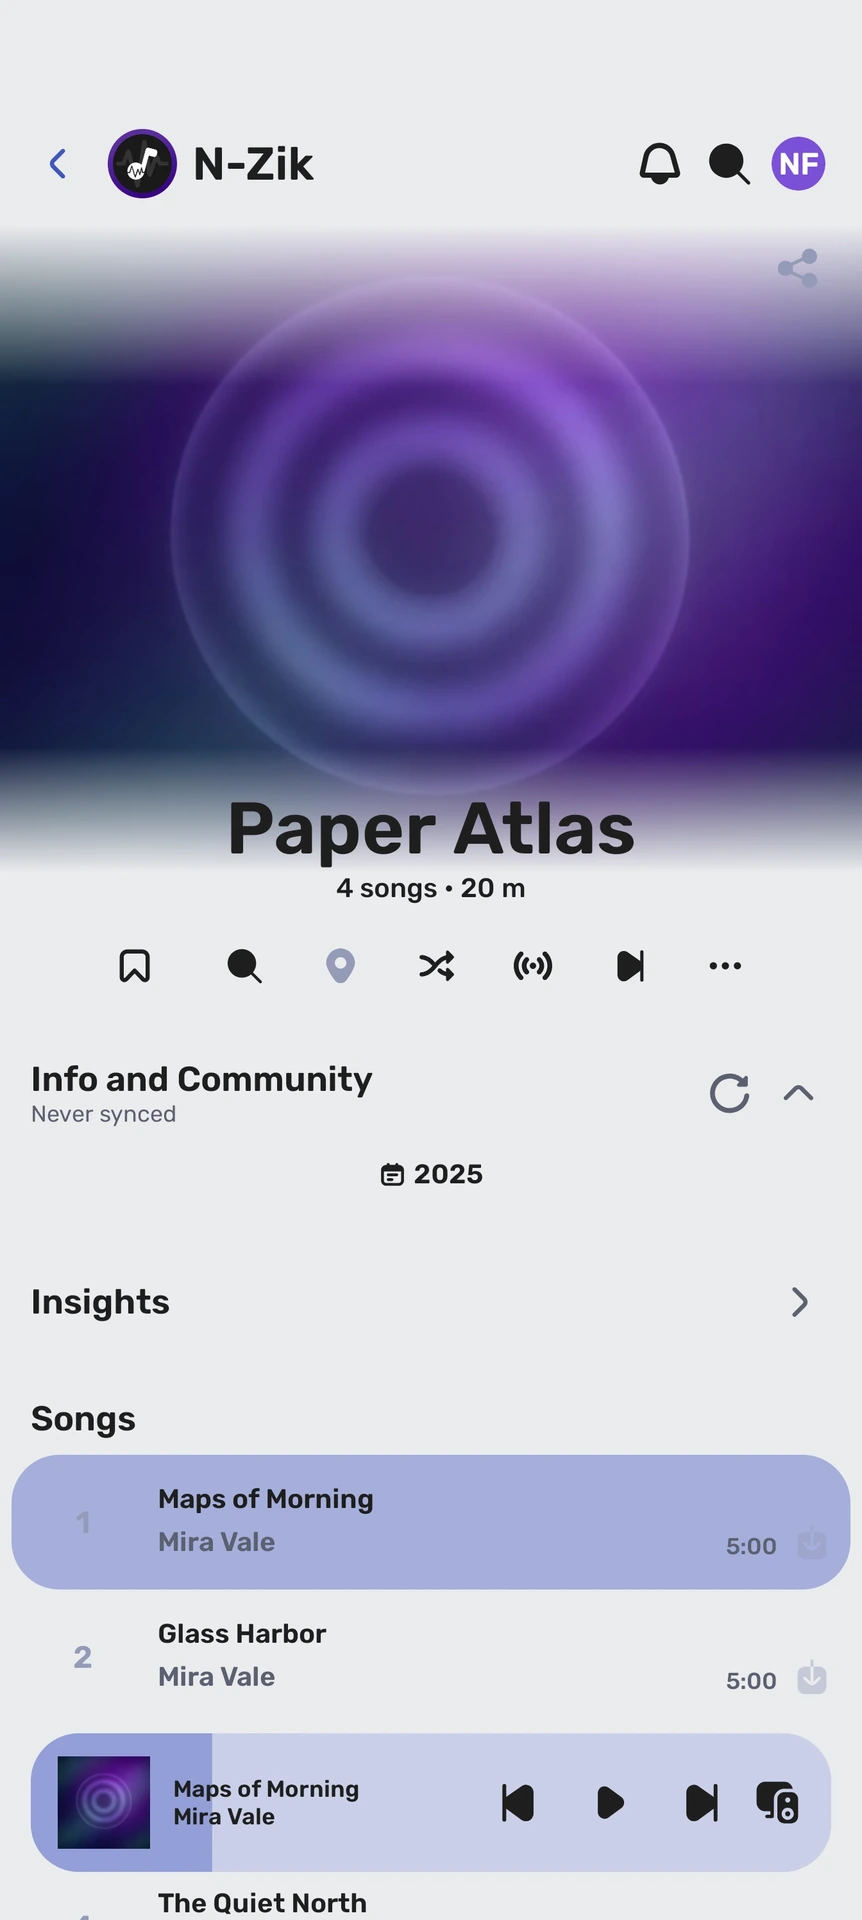 N-Zik
NF
Paper Atlas
4 songs • 20 m
Info and Community
Never synced
2025
Insights
Songs
1
Maps of Morning
Mira Vale
5:00
2
Glass Harbor
Mira Vale
5:00
Maps of Morning
Mira Vale
The Quiet North